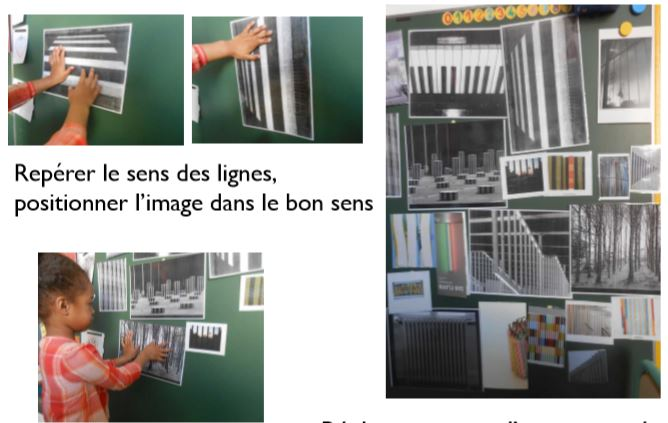 Repérer le sens des lignes,
positionner l'image dans le bon sens